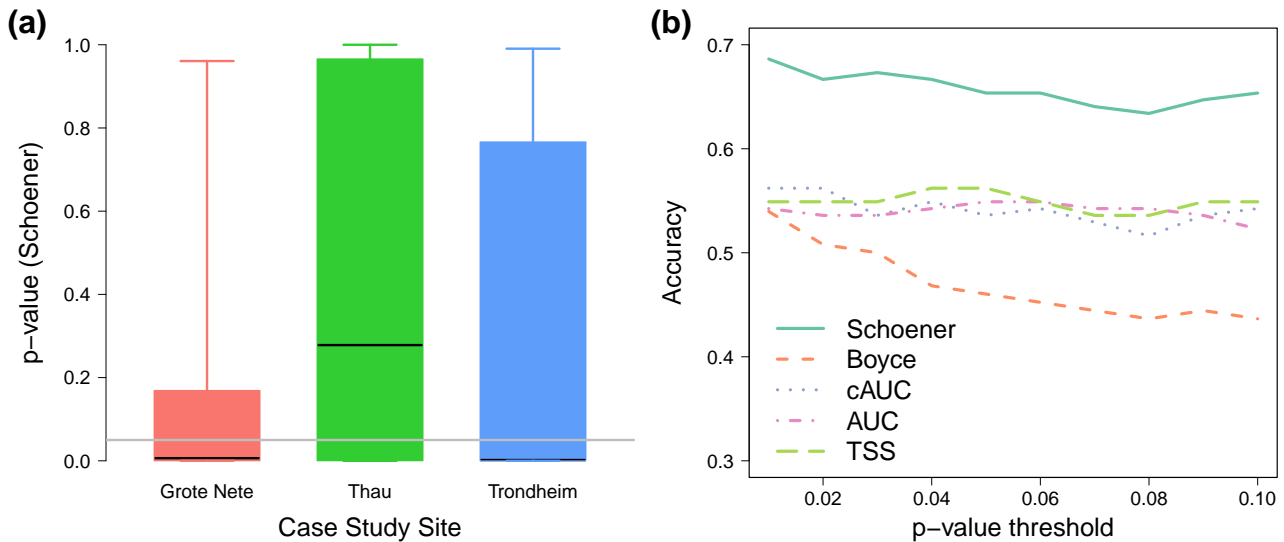 (a)
p−value (Schoener)
1.0
0.8
0.6
0.4
0.2
0.0
Grote Nete Thau Trondheim
Case Study Site
(b)
Accuracy
0.7
0.6
0.5
0.4
0.3
Schoener
Boyce
cAUC
AUC
TSS
0.02 0.04 0.06 0.08 0.10
p−value threshold